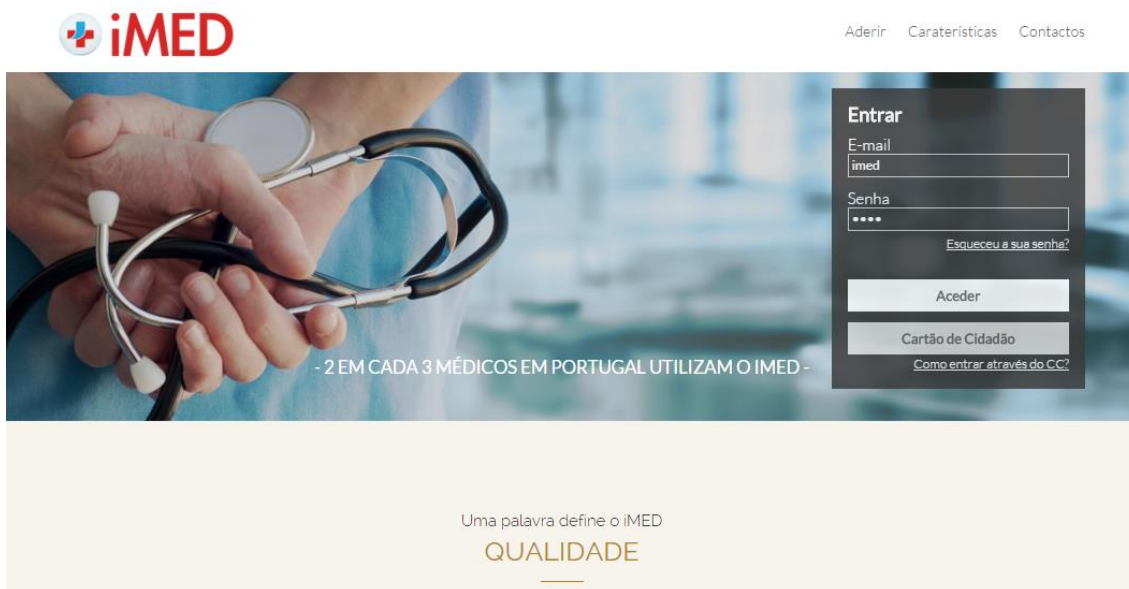 iMED
Aderir Caraterísticas Contactos
Entrar
E-mail
imed
Senha
••••
Esqueceu a sua senha?
Aceder
Cartão de Cidadão
Como entrar através do CC?
- 2 EM CADA 3 MÉDICOS EM PORTUGAL UTILIZAM O IMED -
Uma palavra define o iMED
QUALIDADE